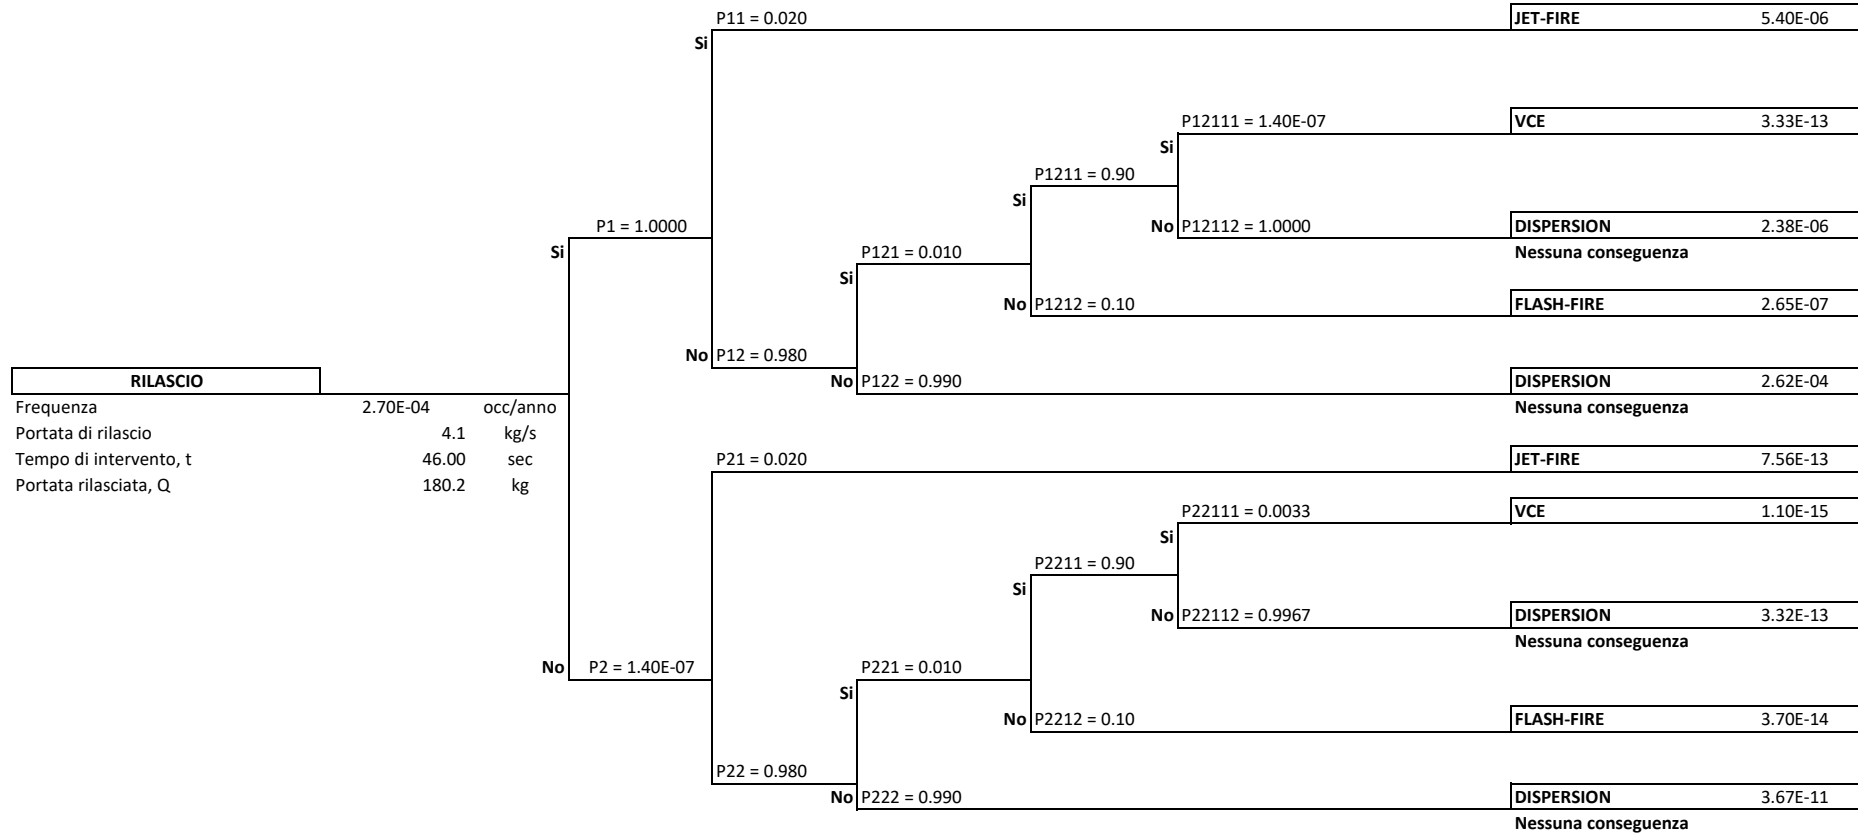 P11 = 0.020 JET-FIRE 5.40E-06
Si
P12111 = 1.40E-07 VCE 3.33E-13
Si
P1211 = 0.90
Si
P1 = 1.0000 No P12112 = 1.0000 DISPERSION 2.38E-06
Si P121 = 0.010 Nessuna conseguenza
Si
No P1212 = 0.10 FLASH-FIRE 2.65E-07
No P12 = 0.980
RILASCIO No P122 = 0.990 DISPERSION 2.62E-04
Frequenza 2.70E-04 occ/anno Nessuna conseguenza
Portata di rilascio 4.1 kg/s
Tempo di intervento, t 46.00 sec P21 = 0.020 JET-FIRE 7.56E-13
Portata rilasciata, Q 180.2 kg
P22111 = 0.0033 VCE 1.10E-15
Si
P2211 = 0.90
Si
No P22112 = 0.9967 DISPERSION 3.32E-13
Nessuna conseguenza
No P2 = 1.40E-07 P221 = 0.010
Si
No P2212 = 0.10 FLASH-FIRE 3.70E-14
P22 = 0.980
No P222 = 0.990 DISPERSION 3.67E-11
Nessuna conseguenza